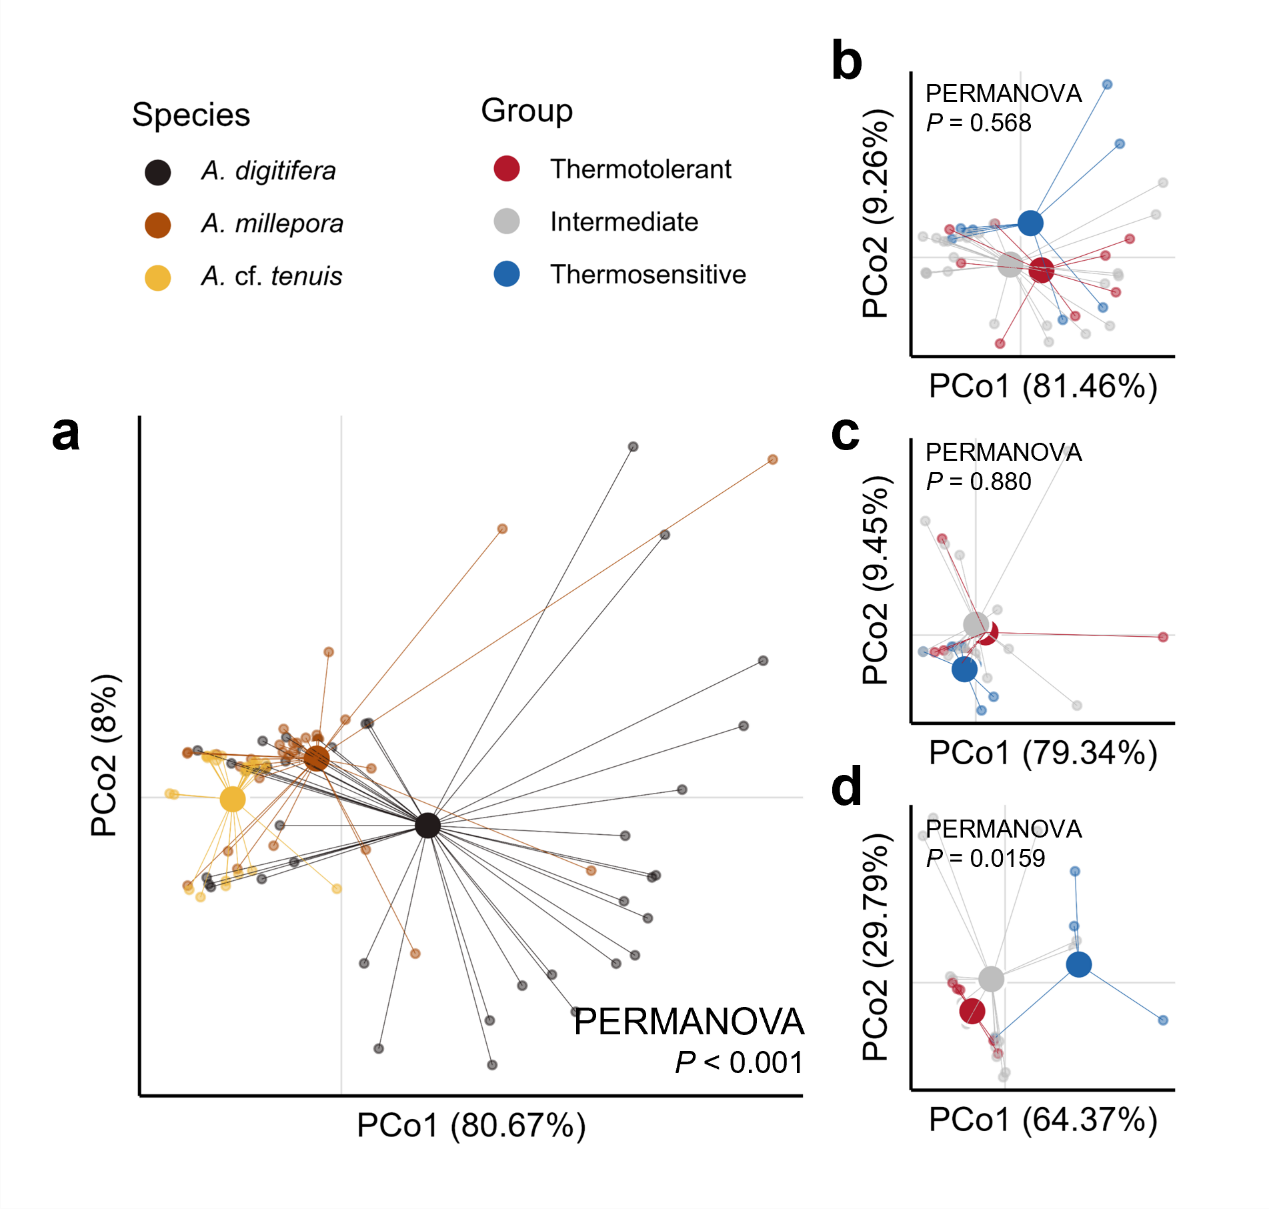 Species
A. digitifera
A. millepora
A. cf. tenuis
Group
Thermotolerant
Intermediate
Thermosensitive
a
PCo2 (8%)
PERMANOVA
P < 0.001
PCo1 (80.67%)
b
PERMANOVA
P = 0.568
PCo2 (9.26%)
PCo1 (81.46%)
c
PERMANOVA
P = 0.880
PCo2 (9.45%)
PCo1 (79.34%)
d
PERMANOVA
P = 0.0159
PCo2 (29.79%)
PCo1 (64.37%)